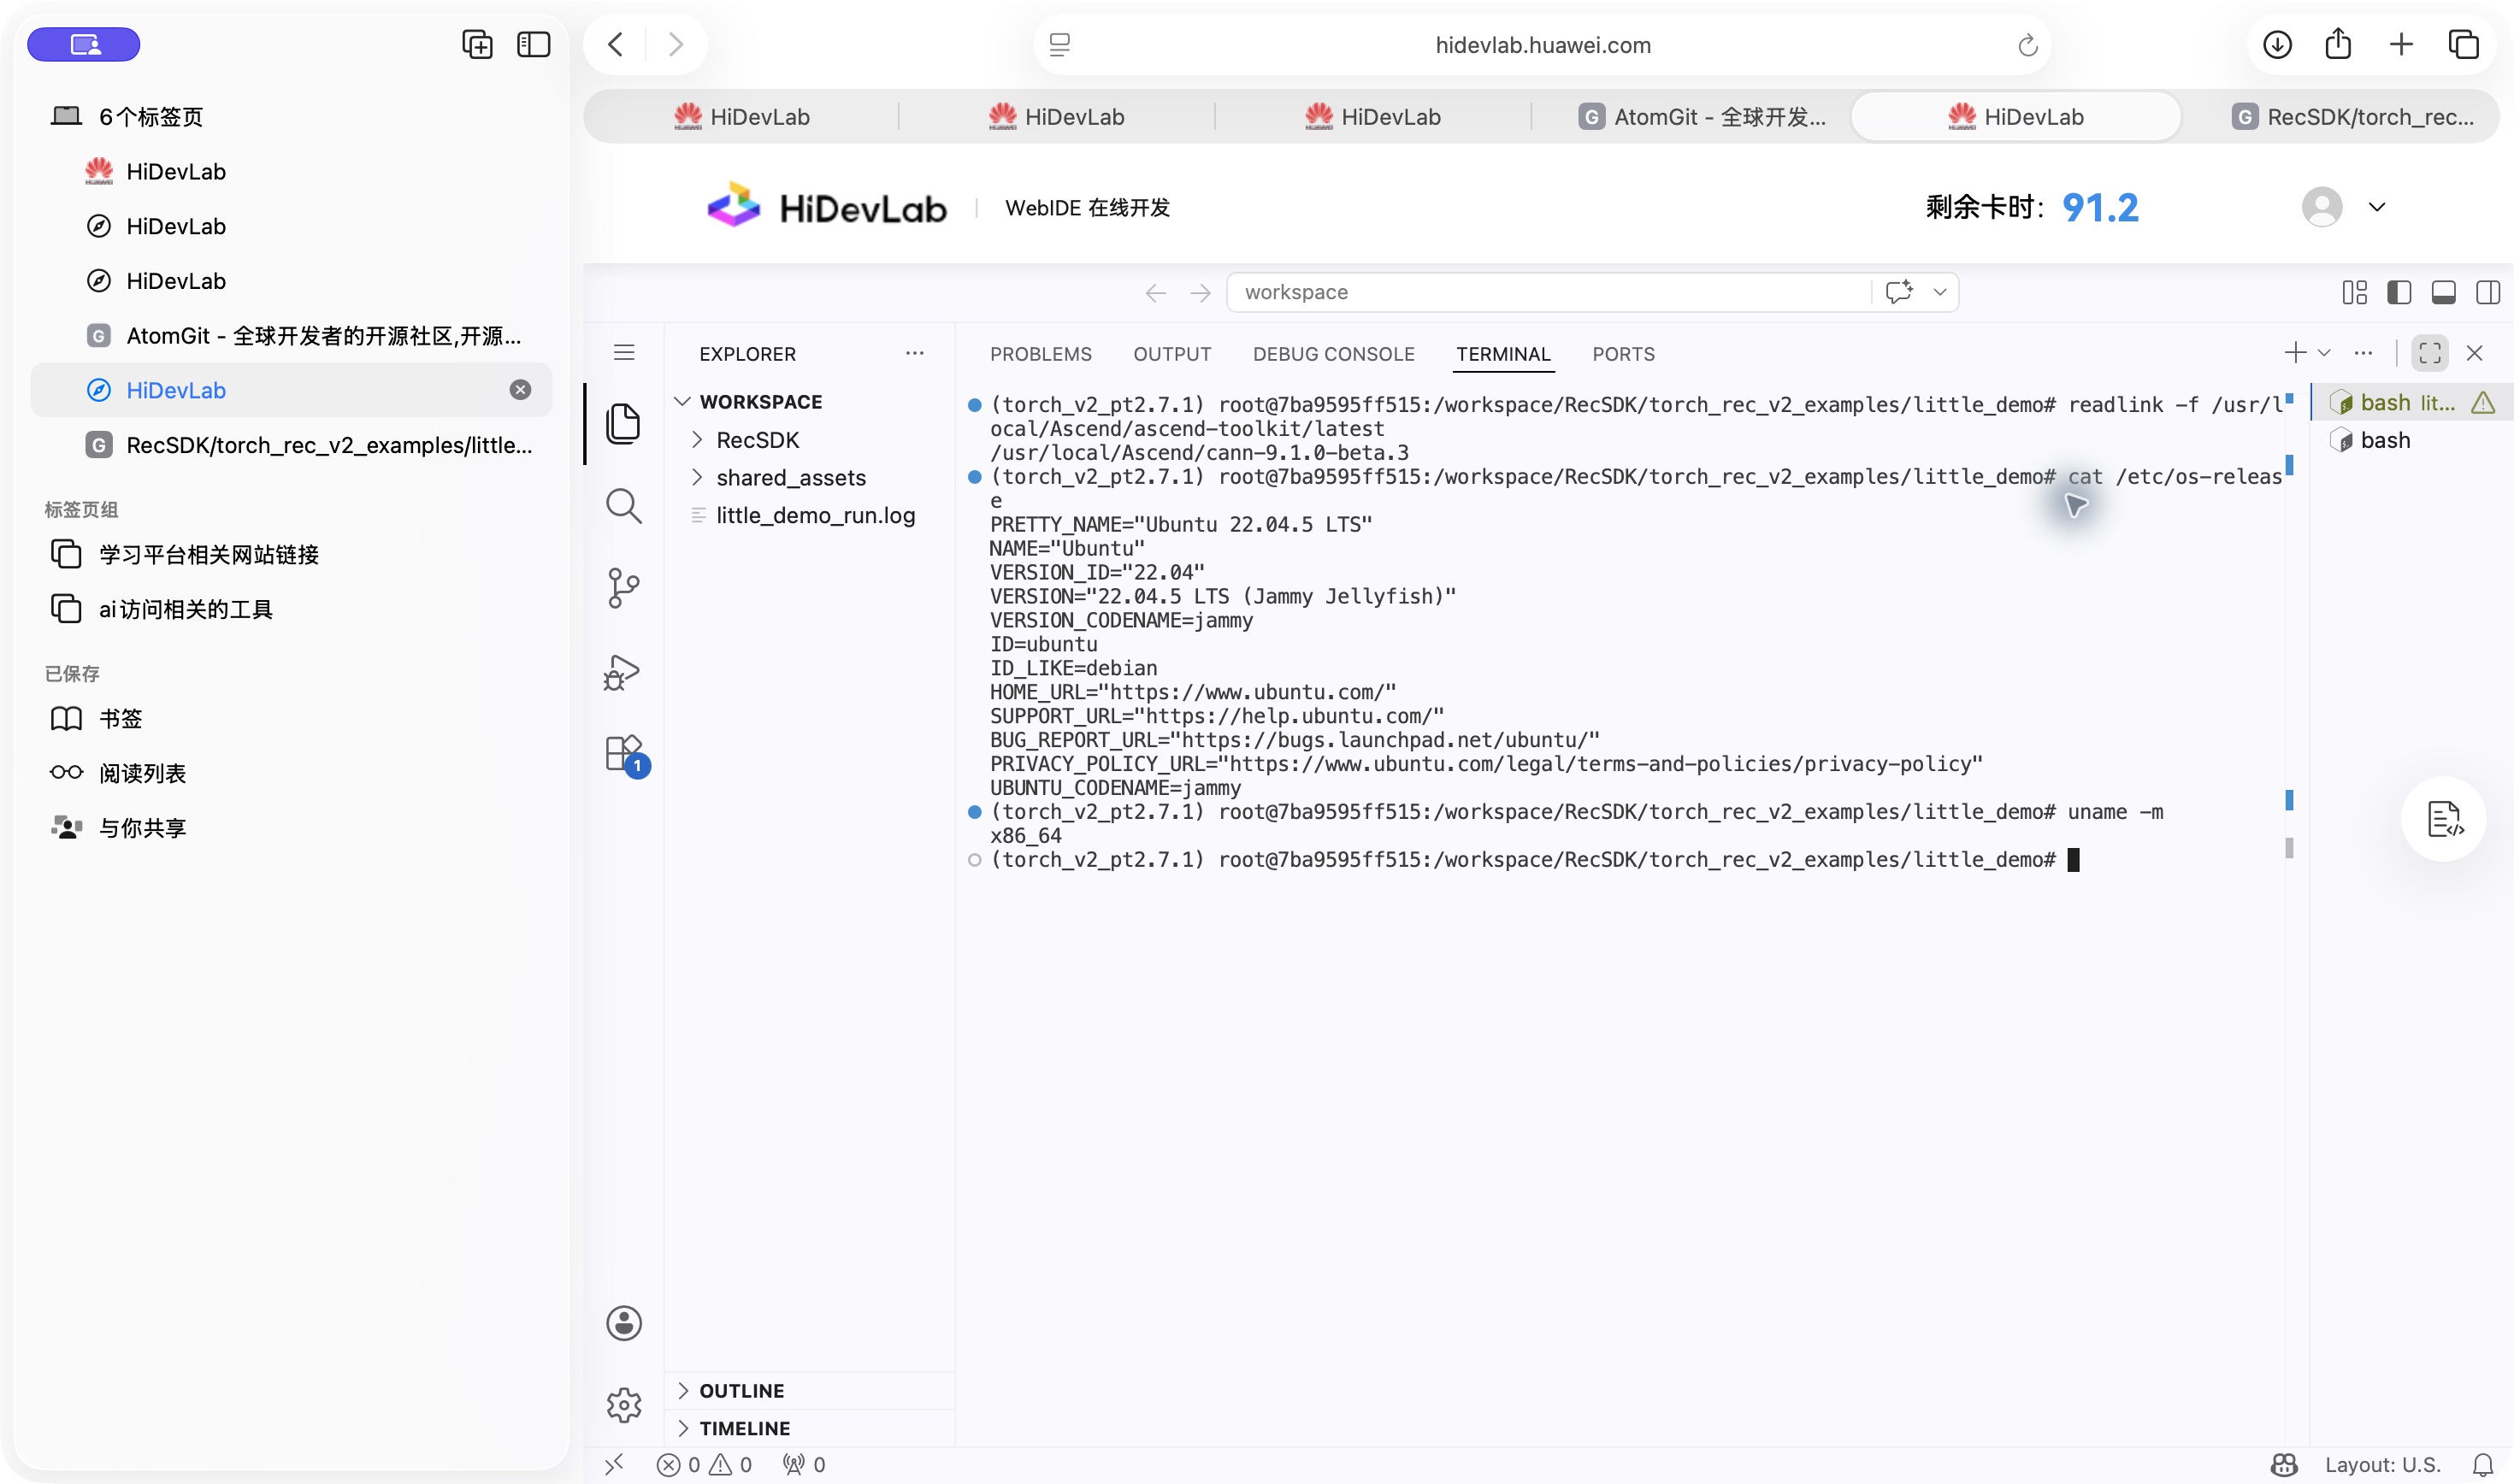 6个标签页
HiDevLab
HiDevLab
HiDevLab
AtomGit - 全球开发者的开源社区,开源...
HiDevLab
RecSDK/torch_rec_v2_examples/little...
标签页组
学习平台相关网站链接
ai访问相关的工具
已保存
书签
阅读列表
与你共享
hidevlab.huawei.com
HiDevLab
HiDevLab
HiDevLab
AtomGit - 全球开发...
HiDevLab
RecSDK/torch_rec...
HiDevLab
WebIDE 在线开发
剩余卡时：91.2
workspace
EXPLORER
WORKSPACE
RecSDK
shared_assets
little_demo_run.log
1
OUTLINE
TIMELINE
PROBLEMS OUTPUT DEBUG CONSOLE TERMINAL PORTS
(torch_v2_pt2.7.1) root@7ba9595ff515:/workspace/RecSDK/torch_rec_v2_examples/little_demo# readlink -f /usr/l
ocal/Ascend/ascend-toolkit/latest
/usr/local/Ascend/cann-9.1.0-beta.3
(torch_v2_pt2.7.1) root@7ba9595ff515:/workspace/RecSDK/torch_rec_v2_examples/little_demo# cat /etc/os-releas
e
PRETTY_NAME="Ubuntu 22.04.5 LTS"
NAME="Ubuntu"
VERSION_ID="22.04"
VERSION="22.04.5 LTS (Jammy Jellyfish)"
VERSION_CODENAME=jammy
ID=ubuntu
ID_LIKE=debian
HOME_URL="https://www.ubuntu.com/"
SUPPORT_URL="https://help.ubuntu.com/"
BUG_REPORT_URL="https://bugs.launchpad.net/ubuntu/"
PRIVACY_POLICY_URL="https://www.ubuntu.com/legal/terms-and-policies/privacy-policy"
UBUNTU_CODENAME=jammy
(torch_v2_pt2.7.1) root@7ba9595ff515:/workspace/RecSDK/torch_rec_v2_examples/little_demo# uname -m
x86_64
(torch_v2_pt2.7.1) root@7ba9595ff515:/workspace/RecSDK/torch_rec_v2_examples/little_demo#
bash lit...
bash
0 0 0
Layout: U.S.